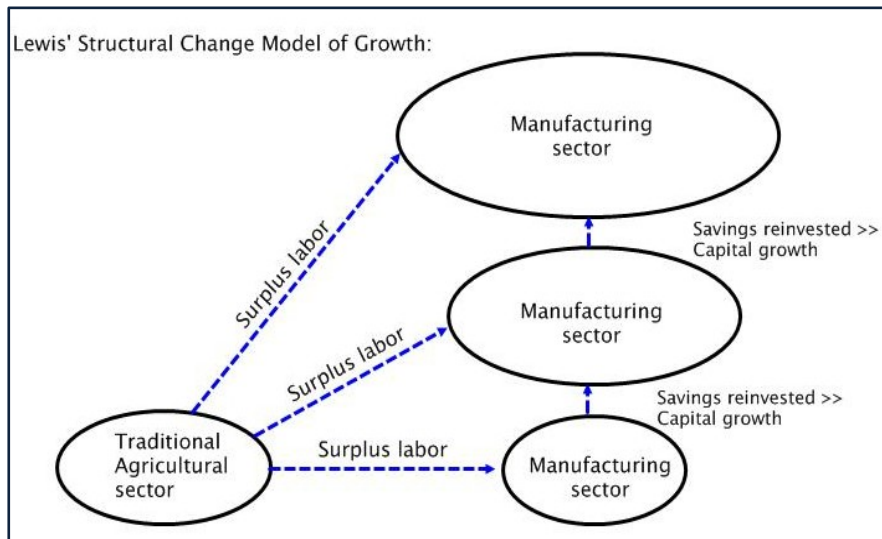 Lewis' Structural Change Model of Growth:
Manufacturing
sector
Surplus labor
Savings reinvested >>
Capital growth
Manufacturing
sector
Surplus labor
Savings reinvested >>
Capital growth
Traditional
Agricultural
sector
Surplus labor
Manufacturing
sector